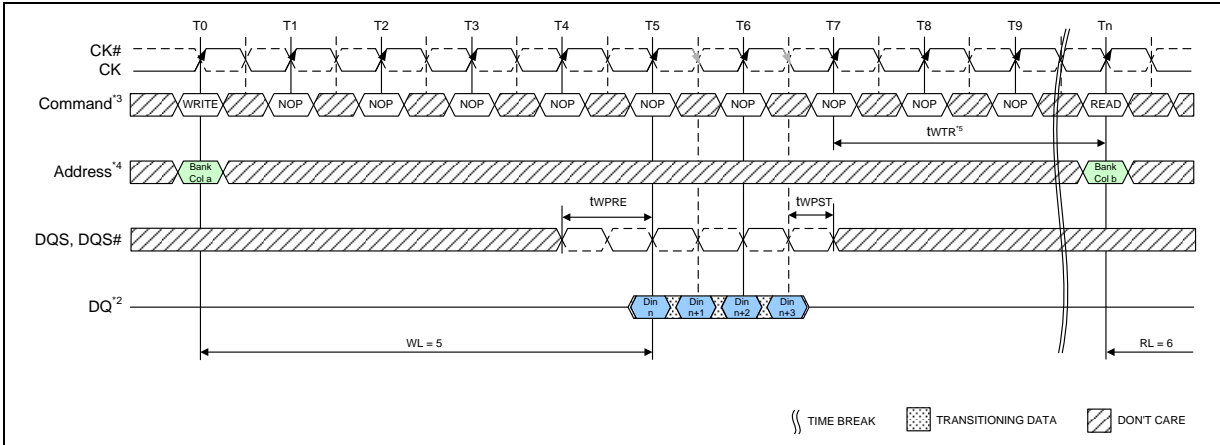 T0 T1 T2 T3 T4 T5 T6 T7 T8 T9 Tn
CK#
CK
Command*3 WRITE NOP NOP NOP NOP NOP NOP NOP NOP NOP READ
tWTR*5
Address*4 Bank Col a Bank Col b
tWPRE tWPST
DQS, DQS#
DQ*2 Din n Din n+1 Din n+2 Din n+3
WL = 5 RL = 6
TIME BREAK TRANSITIONING DATA DON'T CARE